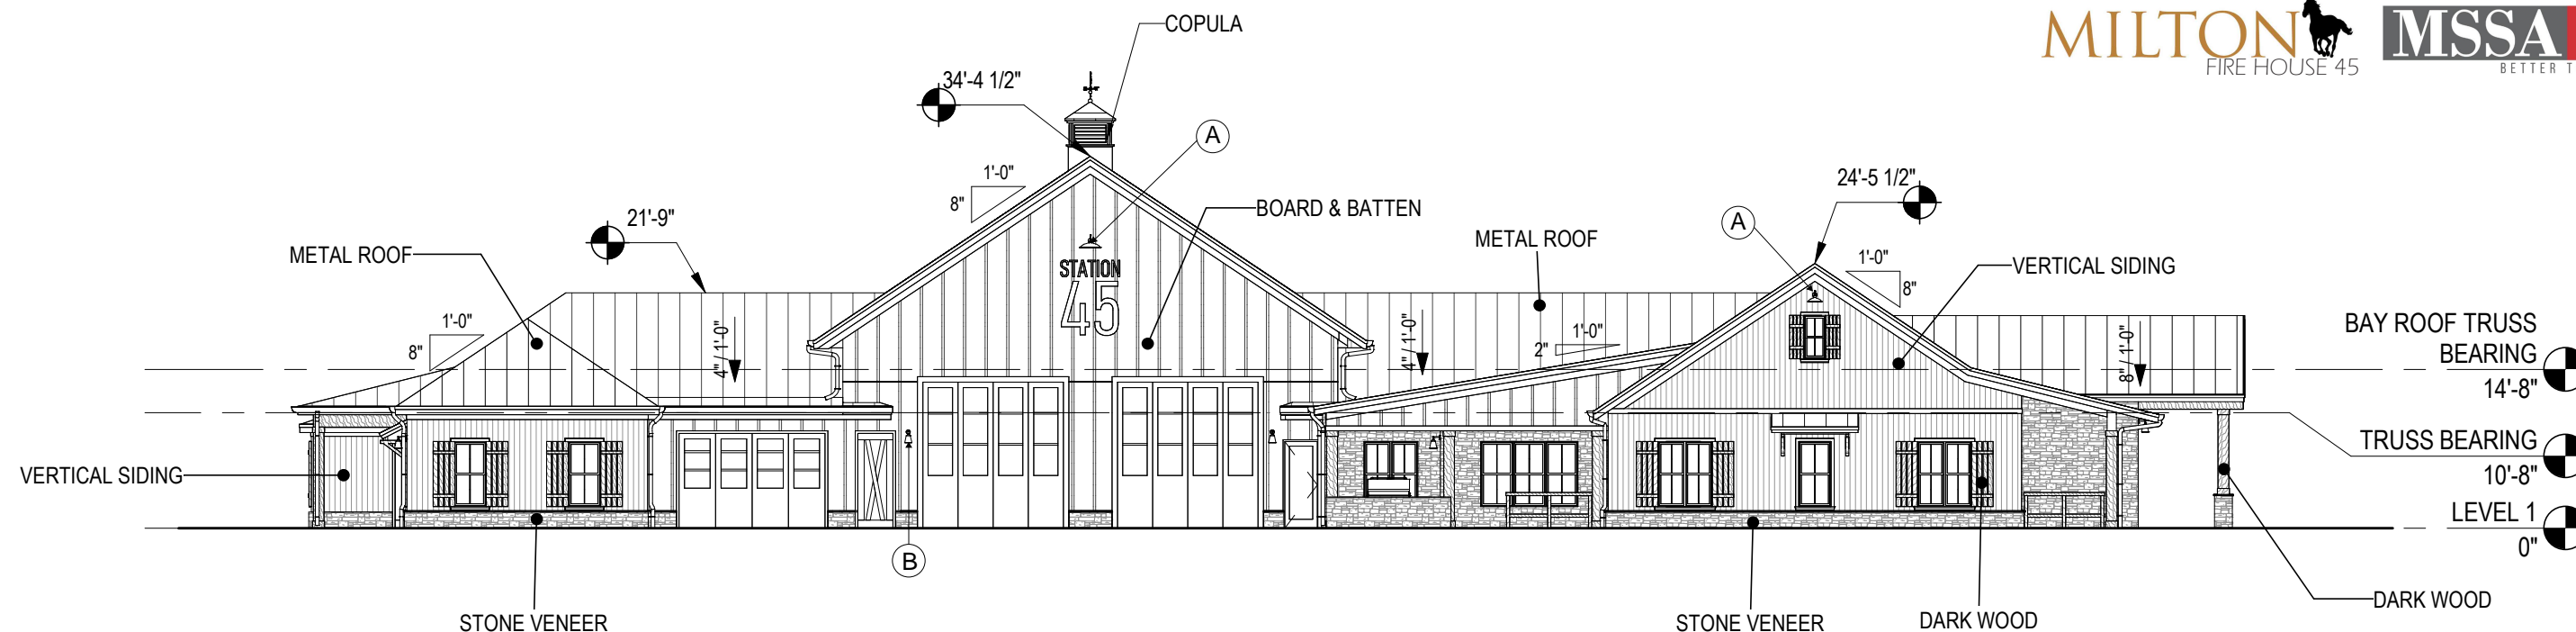 COPULA
MILTON
FIRE HOUSE 45
MSSA
BETTER T
34'-4 1/2"
A
1'-0"
8"
BOARD & BATTEN
24'-5 1/2"
A
21'-9"
METAL ROOF
METAL ROOF
1'-0"
8"
VERTICAL SIDING
STATION
45
1'-0"
8"
4" / 1'-0"
4" / 1'-0"
1'-0"
2"
8" / 1'-0"
BAY ROOF TRUSS
BEARING
14'-8"
TRUSS BEARING
10'-8"
VERTICAL SIDING
LEVEL 1
0"
B
DARK WOOD
STONE VENEER
STONE VENEER
DARK WOOD